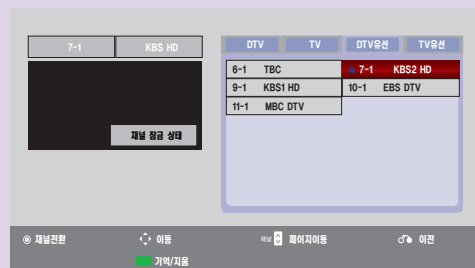 7-1 KBS HD
채널 잠금 상태
DTV TV DTV유선 TV유선
6-1 TBC 7-1 KBS2 HD
9-1 KBS1 HD 10-1 EBS DTV
11-1 MBC DTV
채널전환 이동 채널 페이지이동 이전
기억/지움